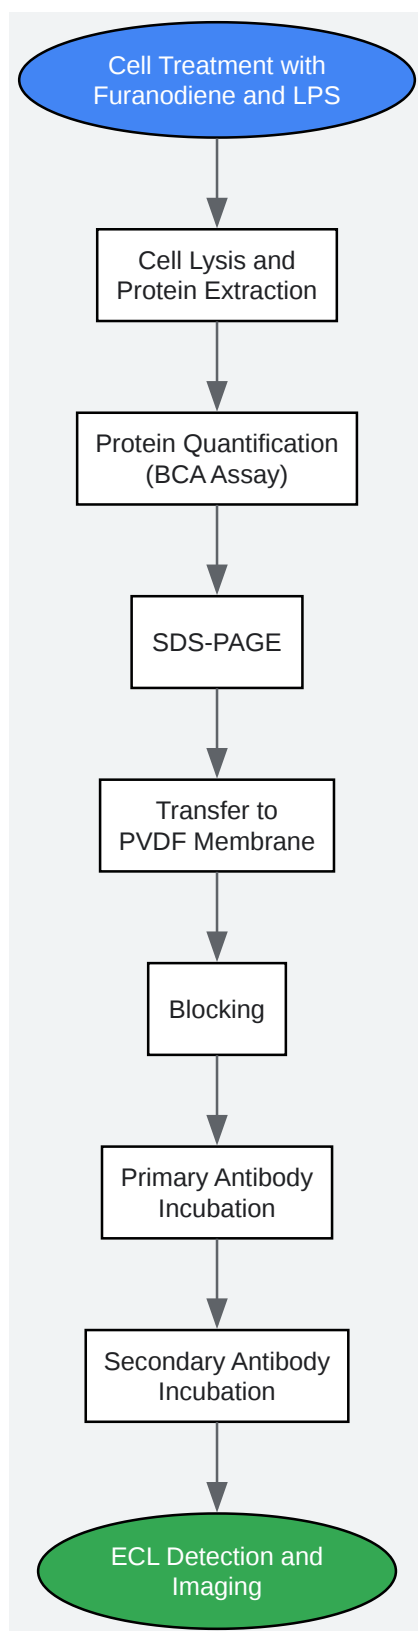 Cell Treatment with
Furanodiene and LPS
Cell Lysis and
Protein Extraction
Protein Quantification
(BCA Assay)
SDS-PAGE
Transfer to
PVDF Membrane
Blocking
Primary Antibody
Incubation
Secondary Antibody
Incubation
ECL Detection and
Imaging